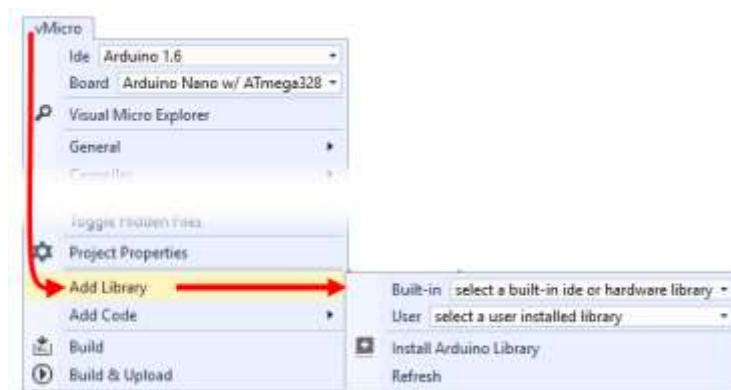 vMicro
Ide Arduino 1.6
Board Arduino Nano w/ ATmega328
Visual Micro Explorer
General
Compiler
Toggle Hidden Files
Project Properties
Add Library
Built-in select a built-in ide or hardware library
Add Code
User select a user installed library
Build
Install Arduino Library
Build & Upload
Refresh